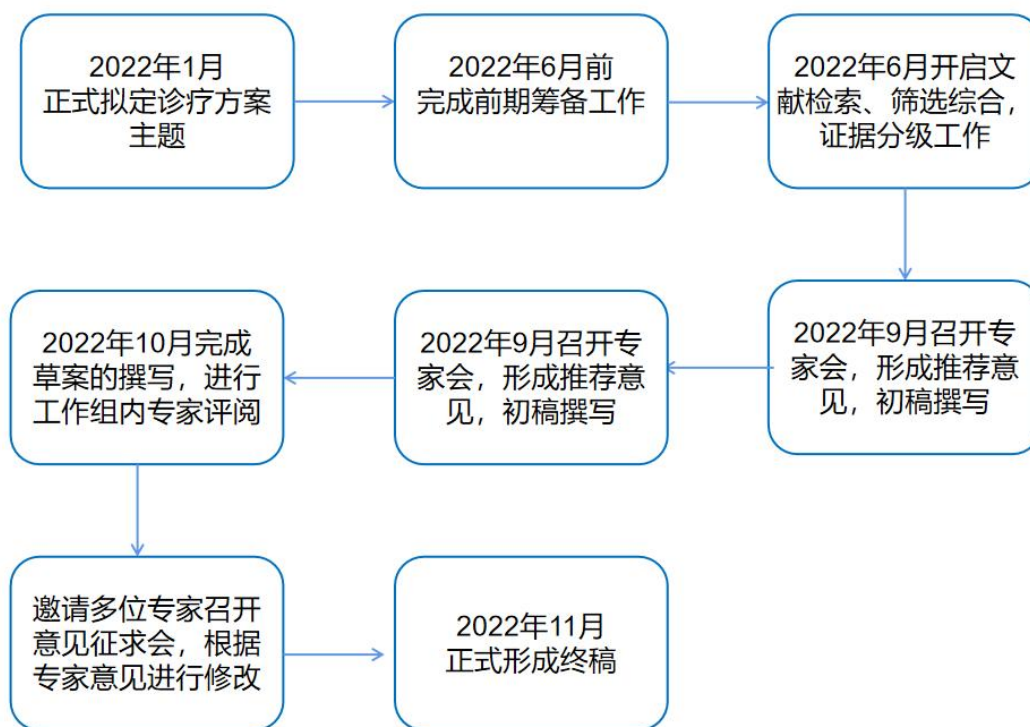 2022年1月
正式拟定诊疗方案
主题
2022年6月前
完成前期筹备工作
2022年6月开启文
献检索、筛选综合，
证据分级工作
2022年9月召开专
家会，形成推荐意
见，初稿撰写
2022年9月召开专
家会，形成推荐意
见，初稿撰写
2022年10月完成
草案的撰写，进行
工作组内专家评阅
邀请多位专家召开
意见征求会，根据
专家意见进行修改
2022年11月
正式形成终稿